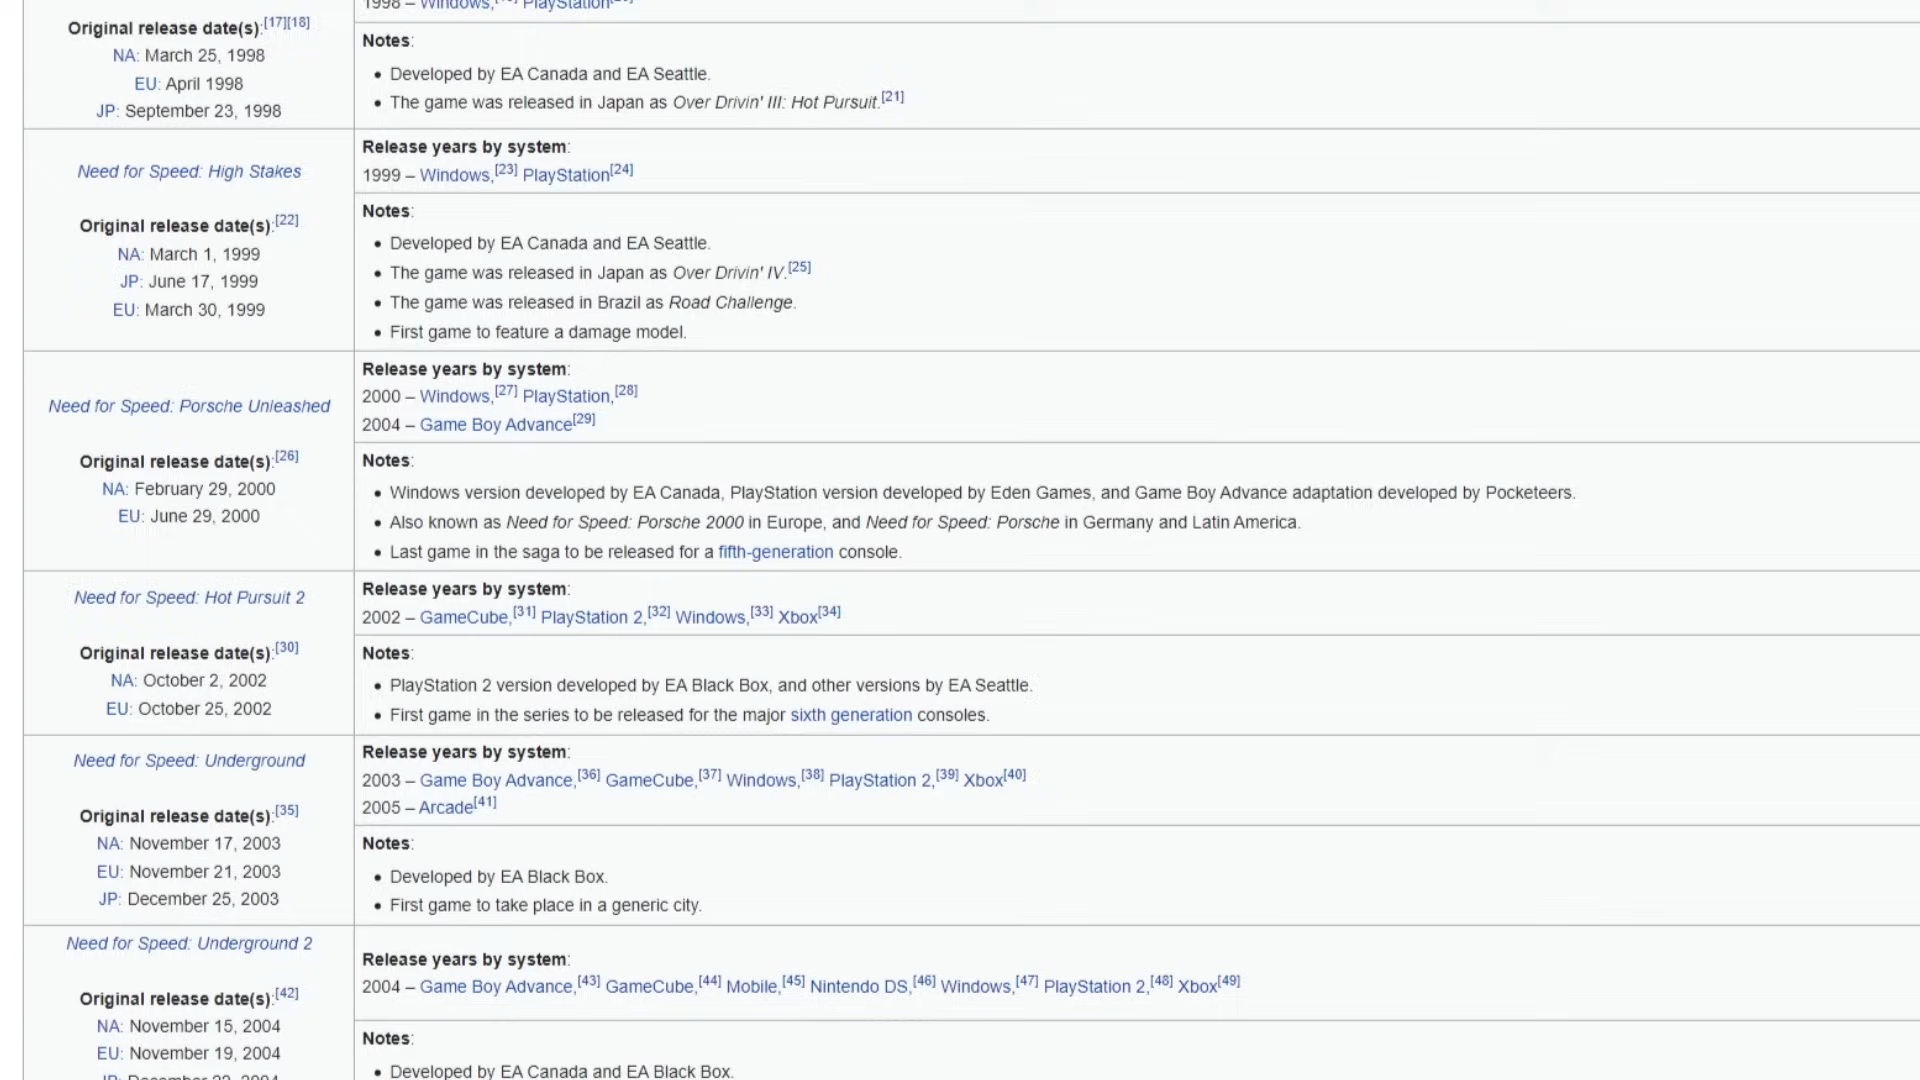 1998 – Windows, PlayStation
Original release date(s):[17][18]
NA: March 25, 1998
EU: April 1998
JP: September 23, 1998
Notes:
• Developed by EA Canada and EA Seattle.
• The game was released in Japan as Over Drivin' III: Hot Pursuit.[21]
Need for Speed: High Stakes
Original release date(s):[22]
NA: March 1, 1999
JP: June 17, 1999
EU: March 30, 1999
Release years by system:
1999 – Windows,[23] PlayStation[24]
Notes:
• Developed by EA Canada and EA Seattle.
• The game was released in Japan as Over Drivin' IV.[25]
• The game was released in Brazil as Road Challenge.
• First game to feature a damage model.
Need for Speed: Porsche Unleashed
Original release date(s):[26]
NA: February 29, 2000
EU: June 29, 2000
Release years by system:
2000 – Windows,[27] PlayStation,[28]
2004 – Game Boy Advance[29]
Notes:
• Windows version developed by EA Canada, PlayStation version developed by Eden Games, and Game Boy Advance adaptation developed by Pocketeers.
• Also known as Need for Speed: Porsche 2000 in Europe, and Need for Speed: Porsche in Germany and Latin America.
• Last game in the saga to be released for a fifth-generation console.
Need for Speed: Hot Pursuit 2
Original release date(s):[30]
NA: October 2, 2002
EU: October 25, 2002
Release years by system:
2002 – GameCube,[31] PlayStation 2,[32] Windows,[33] Xbox[34]
Notes:
• PlayStation 2 version developed by EA Black Box, and other versions by EA Seattle.
• First game in the series to be released for the major sixth generation consoles.
Need for Speed: Underground
Original release date(s):[35]
NA: November 17, 2003
EU: November 21, 2003
JP: December 25, 2003
Release years by system:
2003 – Game Boy Advance,[36] GameCube,[37] Windows,[38] PlayStation 2,[39] Xbox[40]
2005 – Arcade[41]
Notes:
• Developed by EA Black Box.
• First game to take place in a generic city.
Need for Speed: Underground 2
Original release date(s):[42]
NA: November 15, 2004
EU: November 19, 2004
Release years by system:
2004 – Game Boy Advance,[43] GameCube,[44] Mobile,[45] Nintendo DS,[46] Windows,[47] PlayStation 2,[48] Xbox[49]
Notes:
• Developed by EA Canada and EA Black Box.